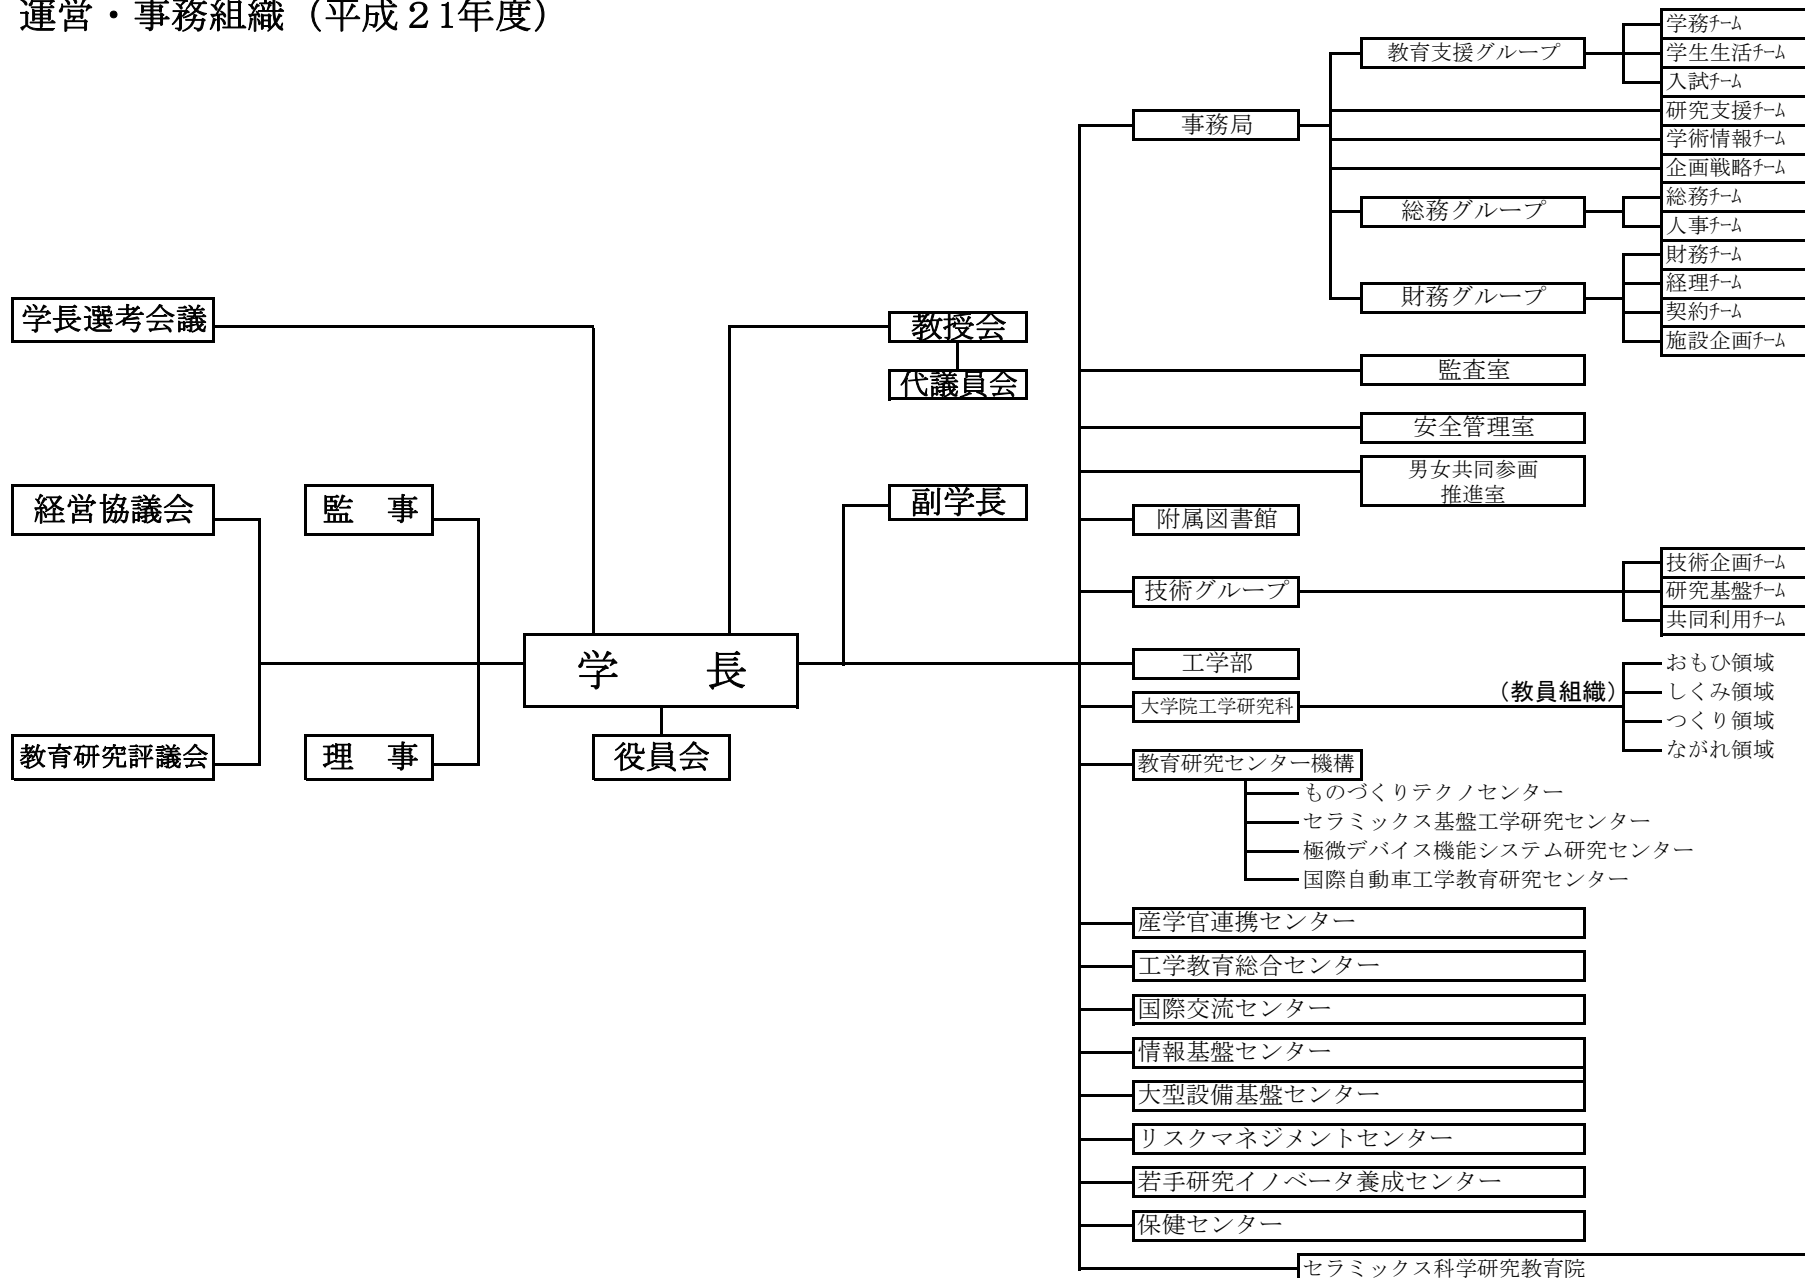 運営・事務組織（平成２1年度）
学長選考会議
経営協議会
監　事
教育研究評議会
理　事
学　　長
役員会
教授会
代議員会
副学長
事務局
教育支援グループ
学務ﾁｰﾑ
学生生活ﾁｰﾑ
入試ﾁｰﾑ
研究支援ﾁｰﾑ
学術情報ﾁｰﾑ
企画戦略ﾁｰﾑ
総務グループ
総務ﾁｰﾑ
人事ﾁｰﾑ
財務グループ
財務ﾁｰﾑ
経理ﾁｰﾑ
契約ﾁｰﾑ
施設企画ﾁｰﾑ
監査室
安全管理室
男女共同参画
推進室
附属図書館
技術グループ
技術企画ﾁｰﾑ
研究基盤ﾁｰﾑ
共同利用ﾁｰﾑ
工学部
大学院工学研究科
（教員組織）
おもひ領域
しくみ領域
つくり領域
ながれ領域
教育研究センター機構
ものづくりテクノセンター
セラミックス基盤工学研究センター
極微デバイス機能システム研究センター
国際自動車工学教育研究センター
産学官連携センター
工学教育総合センター
国際交流センター
情報基盤センター
大型設備基盤センター
リスクマネジメントセンター
若手研究イノベータ養成センター
保健センター
セラミックス科学研究教育院